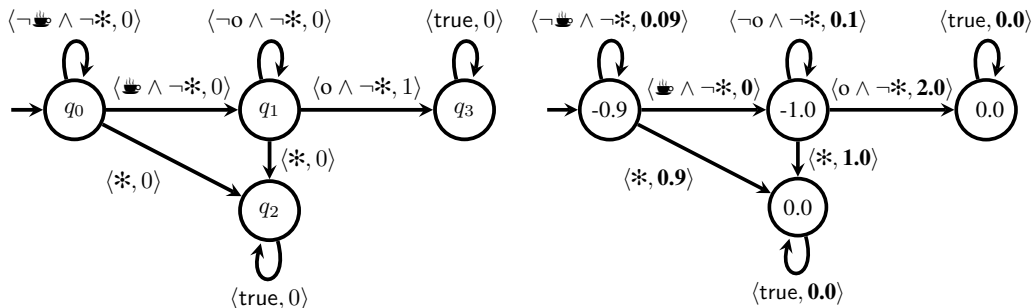 ⟨¬☕ ∧ ¬*, 0⟩ ⟨¬o ∧ ¬*, 0⟩ ⟨true, 0⟩
q₀ ⟨☕ ∧ ¬*, 0⟩ q₁ ⟨o ∧ ¬*, 1⟩ q₃
⟨*, 0⟩ ⟨*, 0⟩
q₂
⟨true, 0⟩
⟨¬☕ ∧ ¬*, 0.09⟩ ⟨¬o ∧ ¬*, 0.1⟩ ⟨true, 0.0⟩
-0.9 ⟨☕ ∧ ¬*, 0⟩ -1.0 ⟨o ∧ ¬*, 2.0⟩ 0.0
⟨*, 0.9⟩ ⟨*, 1.0⟩
0.0
⟨true, 0.0⟩